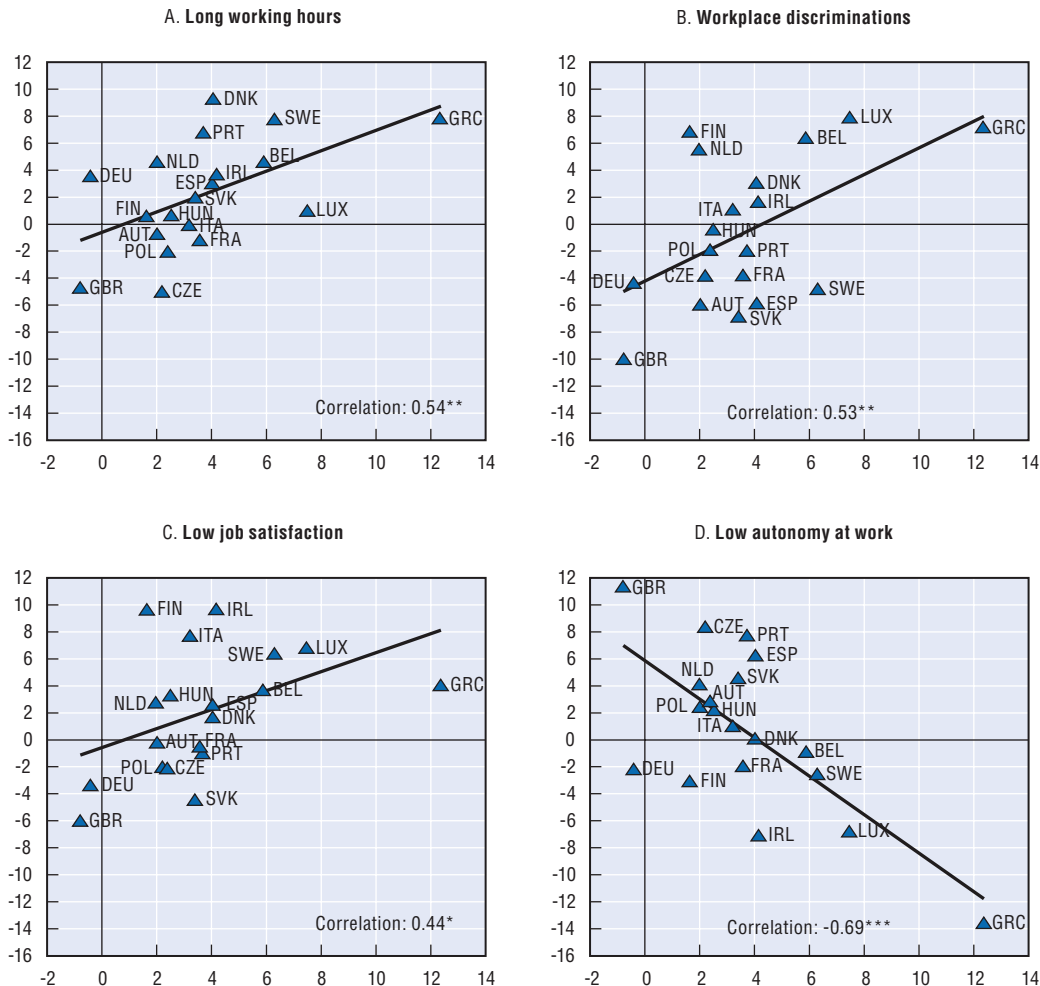 A. Long working hours
12
10
8
6
4
2
0
-2
-4
-6
-8
-10
-12
-14
-16
DNK
SWE
GRC
PRT
BEL
NLD
IRL
DEU
ESP
SVK
LUX
FIN
HUN
ITA
AUT
FRA
POL
GBR
CZE
Correlation: 0.54**
-2 0 2 4 6 8 10 12 14
B. Workplace discriminations
12
10
8
6
4
2
0
-2
-4
-6
-8
-10
-12
-14
-16
LUX
GRC
FIN
BEL
NLD
DNK
IRL
ITA
HUN
POL
PRT
CZE
FRA
DEU
SWE
AUT
ESP
SVK
GBR
Correlation: 0.53**
-2 0 2 4 6 8 10 12 14
C. Low job satisfaction
12
10
8
6
4
2
0
-2
-4
-6
-8
-10
-12
-14
-16
FIN
IRL
ITA
LUX
SWE
GRC
BEL
HUN
NLD
ESP
DNK
AUT
FRA
PRT
POL
CZE
DEU
SVK
GBR
Correlation: 0.44*
-2 0 2 4 6 8 10 12 14
D. Low autonomy at work
12
10
8
6
4
2
0
-2
-4
-6
-8
-10
-12
-14
-16
GBR
CZE
PRT
ESP
NLD
SVK
AUT
POL
HUN
ITA
DNK
BEL
DEU
FRA
SWE
FIN
IRL
LUX
GRC
Correlation: -0.69***
-2 0 2 4 6 8 10 12 14